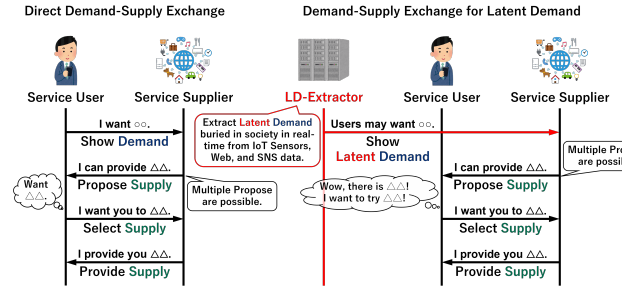 Direct Demand-Supply Exchange
Demand-Supply Exchange for Latent Demand
Service User
Service Supplier
LD-Extractor
Service User
Service Supplier
I want ○○.
Show Demand
Extract Latent Demand
buried in society in real-
time from IoT Sensors,
Web, and SNS data.
Users may want ○○.
Show
Latent Demand
I can provide △△.
Propose Supply
Want
△△.
Multiple Propose
are possible.
I can provide △△.
Propose Supply
Multiple Pro
are possi
Wow, there is △△!
I want to try △△!
I want you to △△.
Select Supply
I want you to △△.
Select Supply
I provide you △△.
Provide Supply
I provide you △△.
Provide Supply